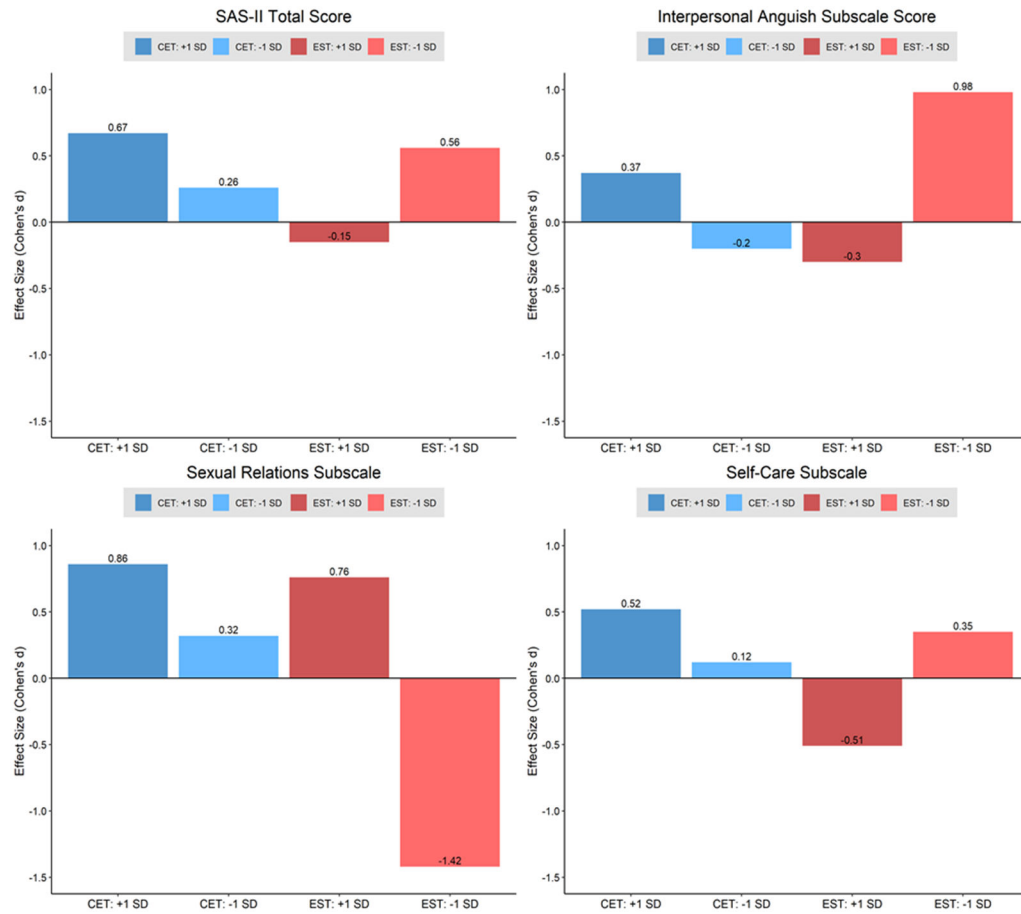 SAS-II Total Score
CET: +1 SD CET: -1 SD EST: +1 SD EST: -1 SD
Effect Size (Cohen's d)
1.0
0.5
0.0
-0.5
-1.0
-1.5
0.67
0.26
-0.15
0.56
CET: +1 SD CET: -1 SD EST: +1 SD EST: -1 SD
Interpersonal Anguish Subscale Score
CET: +1 SD CET: -1 SD EST: +1 SD EST: -1 SD
Effect Size (Cohen's d)
1.0
0.5
0.0
-0.5
-1.0
-1.5
0.37
-0.2
-0.3
0.98
CET: +1 SD CET: -1 SD EST: +1 SD EST: -1 SD
Sexual Relations Subscale
CET: +1 SD CET: -1 SD EST: +1 SD EST: -1 SD
Effect Size (Cohen's d)
1.0
0.5
0.0
-0.5
-1.0
-1.5
0.86
0.32
0.76
-1.42
CET: +1 SD CET: -1 SD EST: +1 SD EST: -1 SD
Self-Care Subscale
CET: +1 SD CET: -1 SD EST: +1 SD EST: -1 SD
Effect Size (Cohen's d)
1.0
0.5
0.0
-0.5
-1.0
-1.5
0.52
0.12
-0.51
0.35
CET: +1 SD CET: -1 SD EST: +1 SD EST: -1 SD